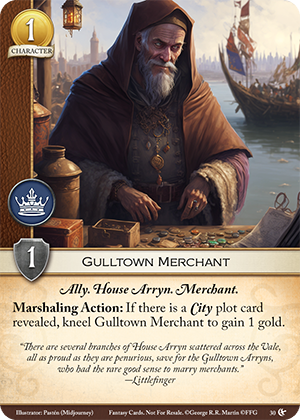 1
CHARACTER
1
GULLTOWN MERCHANT
Ally. House Arryn. Merchant.
Marshaling Action: If there is a City plot card
revealed, kneel Gulltown Merchant to gain 1 gold.
"There are several branches of House Arryn scattered across the Vale,
all as proud as they are penurious, save for the Gulltown Arryns,
who had the rare good sense to marry merchants."
—Littlefinger
Illustrator: Pastén (Midjourney) Fantasy Cards. Not For Resale. ©George R.R. Martin ©FFG 30